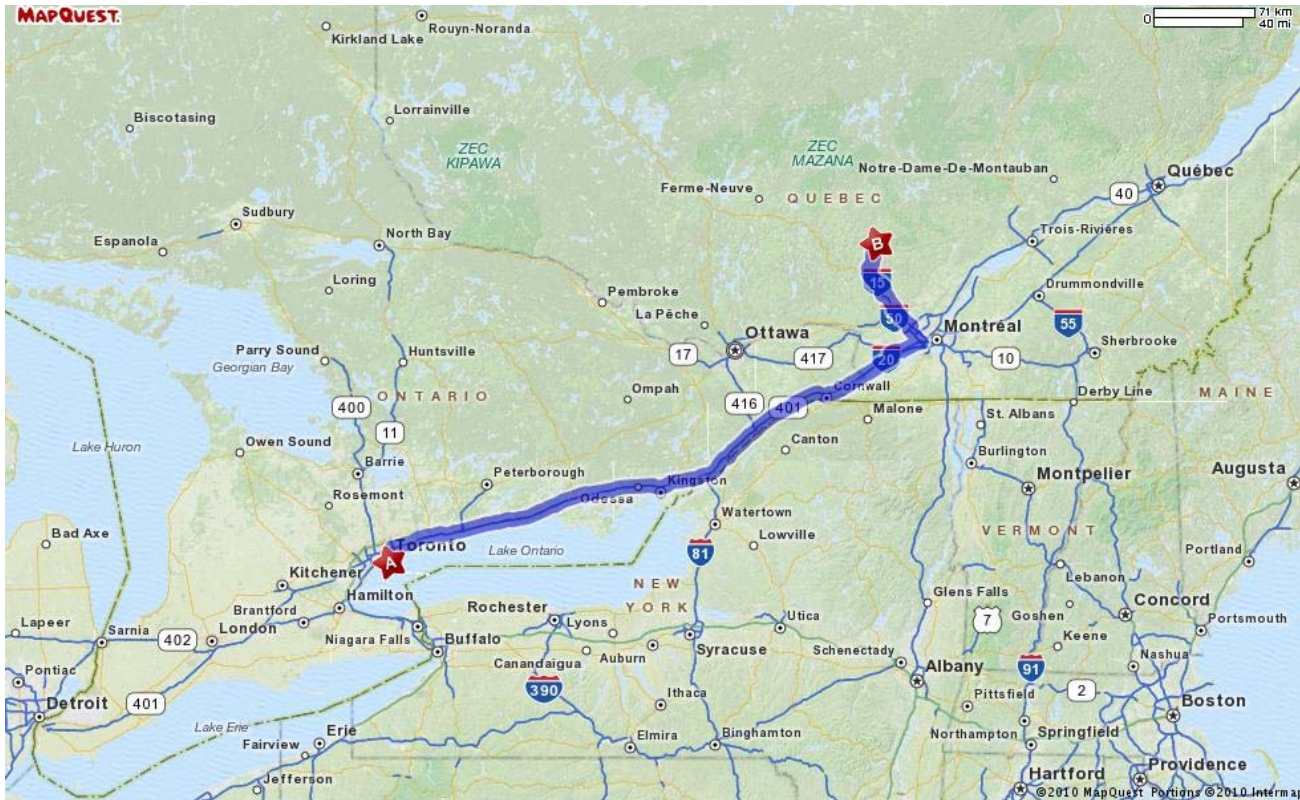 MAPQUEST.
71 km
0
40 mi
Rouyn-Noranda
Kirkland Lake
Lorrainville
Biscotasing
ZEC
KIPAWA
ZEC
MAZANA
Notre-Dame-De-Montauban
Québec
40
Ferme-Neuve
QUEBEC
Sudbury
Trois-Rivières
North Bay
B
Espanola
Loring
15
Drummondville
Pembroke
La Pêche
50
Montréal
55
Ottawa
Sherbrooke
Parry Sound
Huntsville
17
417
20
10
Georgian Bay
Ompah
Cornwall
Derby Line
MAINE
ONTARIO
400
416
401
Malone
St. Albans
11
Lake Huron
Owen Sound
Canton
Burlington
Barrie
Peterborough
Kingston
Montpelier
Augusta
Rosemont
Odessa
Watertown
VERMONT
Bad Axe
Toronto
Lake Ontario
Lowville
81
Portland
A
Kitchener
NEW
YORK
Lebanon
Hamilton
Glens Falls
Concord
Brantford
Rochester
Lyons
Utica
7
Goshen
Portsmouth
Lapeer
Sarnia
402
London
Niagara Falls
Buffalo
Keene
Syracuse
Schenectady
Nashua
Canandaigua
Auburn
Albany
91
Pontiac
390
Ithaca
Pittsfield
2
Detroit
401
Boston
Lake Erie
Erie
Elmira
Binghamton
Northampton
Springfield
Fairview
Jefferson
Hartford
Providence
©2010 MapQuest Portions ©2010 Intermap